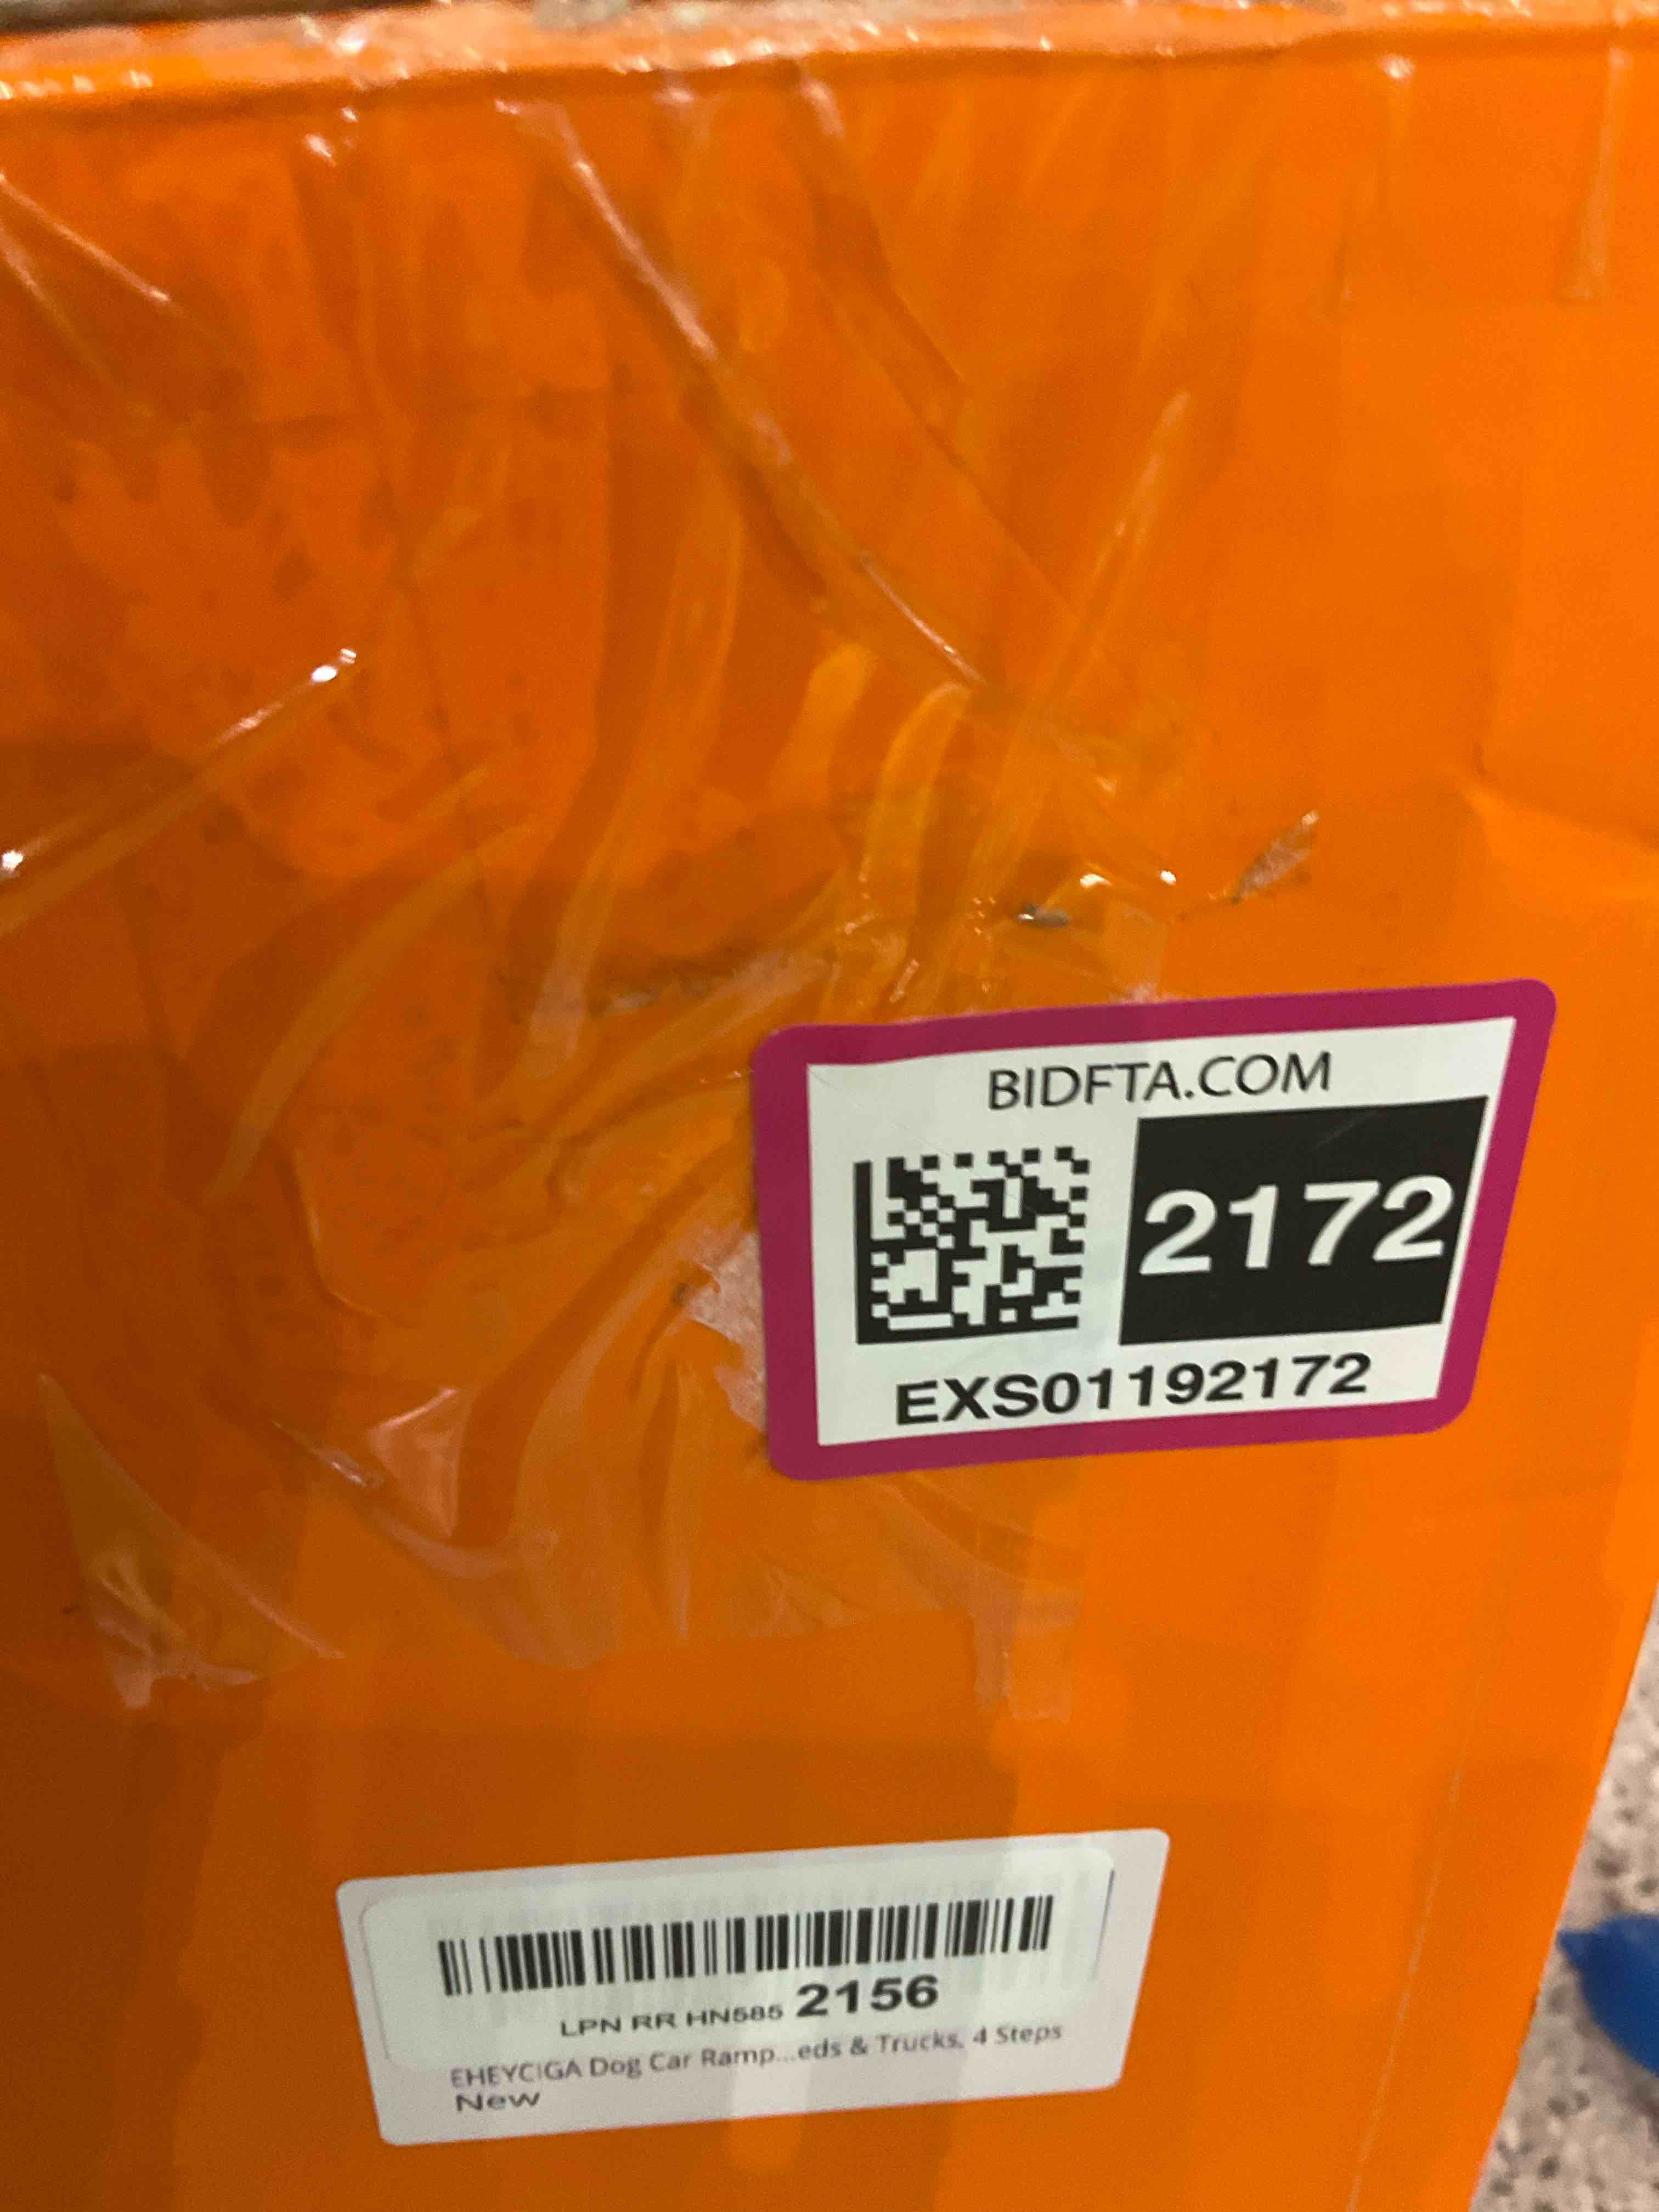 BIDFTA.COM
2172
EXS01192172
LPN RR HN585 2156
EHEYCIGA Dog Car Ramp...eds & Trucks, 4 Steps
New